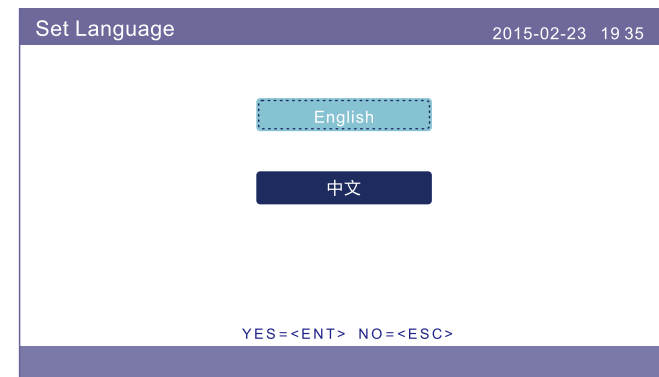 Set Language
2015-02-23 19 35
English
中文
YES=<ENT> NO=<ESC>